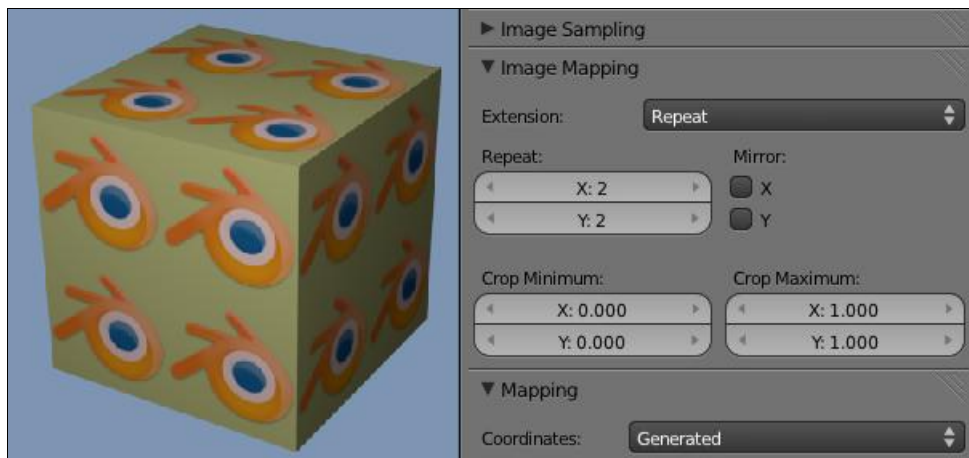 Image Sampling
Image Mapping
Extension: Repeat
Repeat: Mirror:
X: 2 X
Y: 2 Y
Crop Minimum: Crop Maximum:
X: 0.000 X: 1.000
Y: 0.000 Y: 1.000
Mapping
Coordinates: Generated